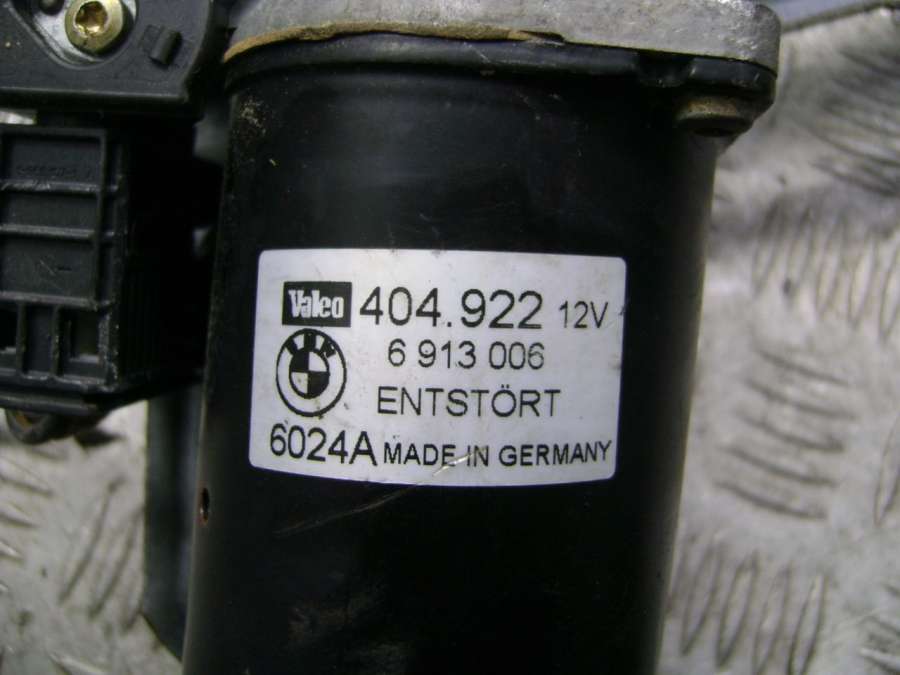 Valeo 404.922 12V
6 913 006
ENTSTÖRT
6024A MADE IN GERMANY